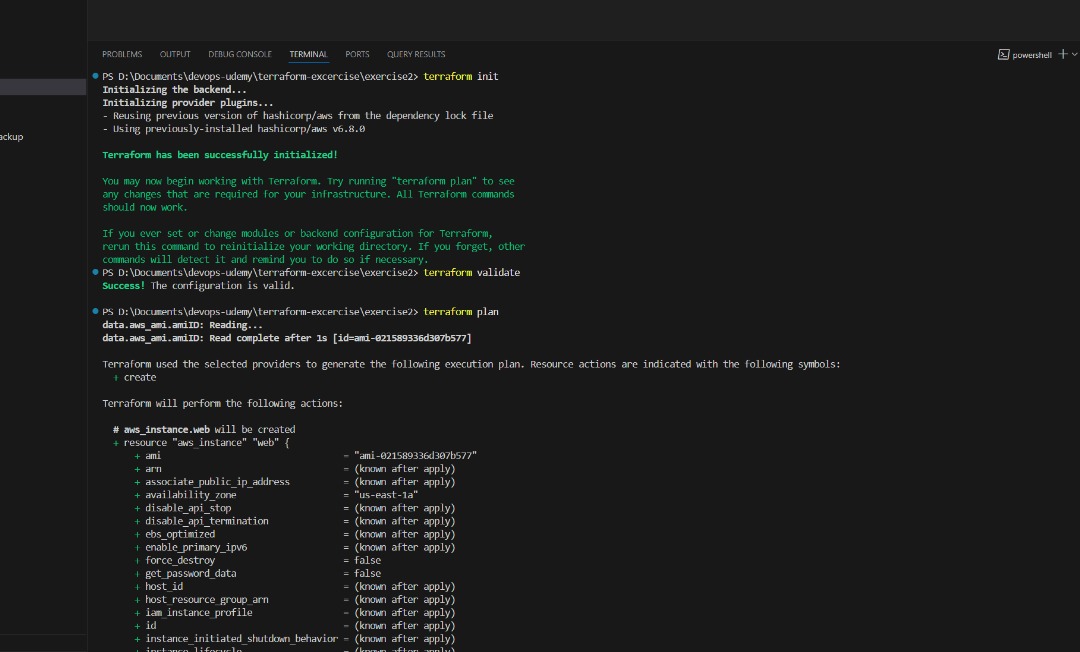 PROBLEMS OUTPUT DEBUG CONSOLE TERMINAL PORTS QUERY RESULTS
powershell
PS D:\Documents\devops-udemy\terraform-excercise\exercise2> terraform init
Initializing the backend...
Initializing provider plugins...
- Reusing previous version of hashicorp/aws from the dependency lock file
- Using previously-installed hashicorp/aws v6.8.0
ackup
Terraform has been successfully initialized!
You may now begin working with Terraform. Try running "terraform plan" to see
any changes that are required for your infrastructure. All Terraform commands
should now work.
If you ever set or change modules or backend configuration for Terraform,
rerun this command to reinitialize your working directory. If you forget, other
commands will detect it and remind you to do so if necessary.
PS D:\Documents\devops-udemy\terraform-excercise\exercise2> terraform validate
Success! The configuration is valid.
PS D:\Documents\devops-udemy\terraform-excercise\exercise2> terraform plan
data.aws_ami.amiID: Reading...
data.aws_ami.amiID: Read complete after 1s [id=ami-021589336d307b577]
Terraform used the selected providers to generate the following execution plan. Resource actions are indicated with the following symbols:
+ create
Terraform will perform the following actions:
# aws_instance.web will be created
+ resource "aws_instance" "web" {
+ ami = "ami-021589336d307b577"
+ arn = (known after apply)
+ associate_public_ip_address = (known after apply)
+ availability_zone = "us-east-1a"
+ disable_api_stop = (known after apply)
+ disable_api_termination = (known after apply)
+ ebs_optimized = (known after apply)
+ enable_primary_ipv6 = (known after apply)
+ force_destroy = false
+ get_password_data = false
+ host_id = (known after apply)
+ host_resource_group_arn = (known after apply)
+ iam_instance_profile = (known after apply)
+ id = (known after apply)
+ instance_initiated_shutdown_behavior = (known after apply)
+ instance_lifecycle = (known after apply)